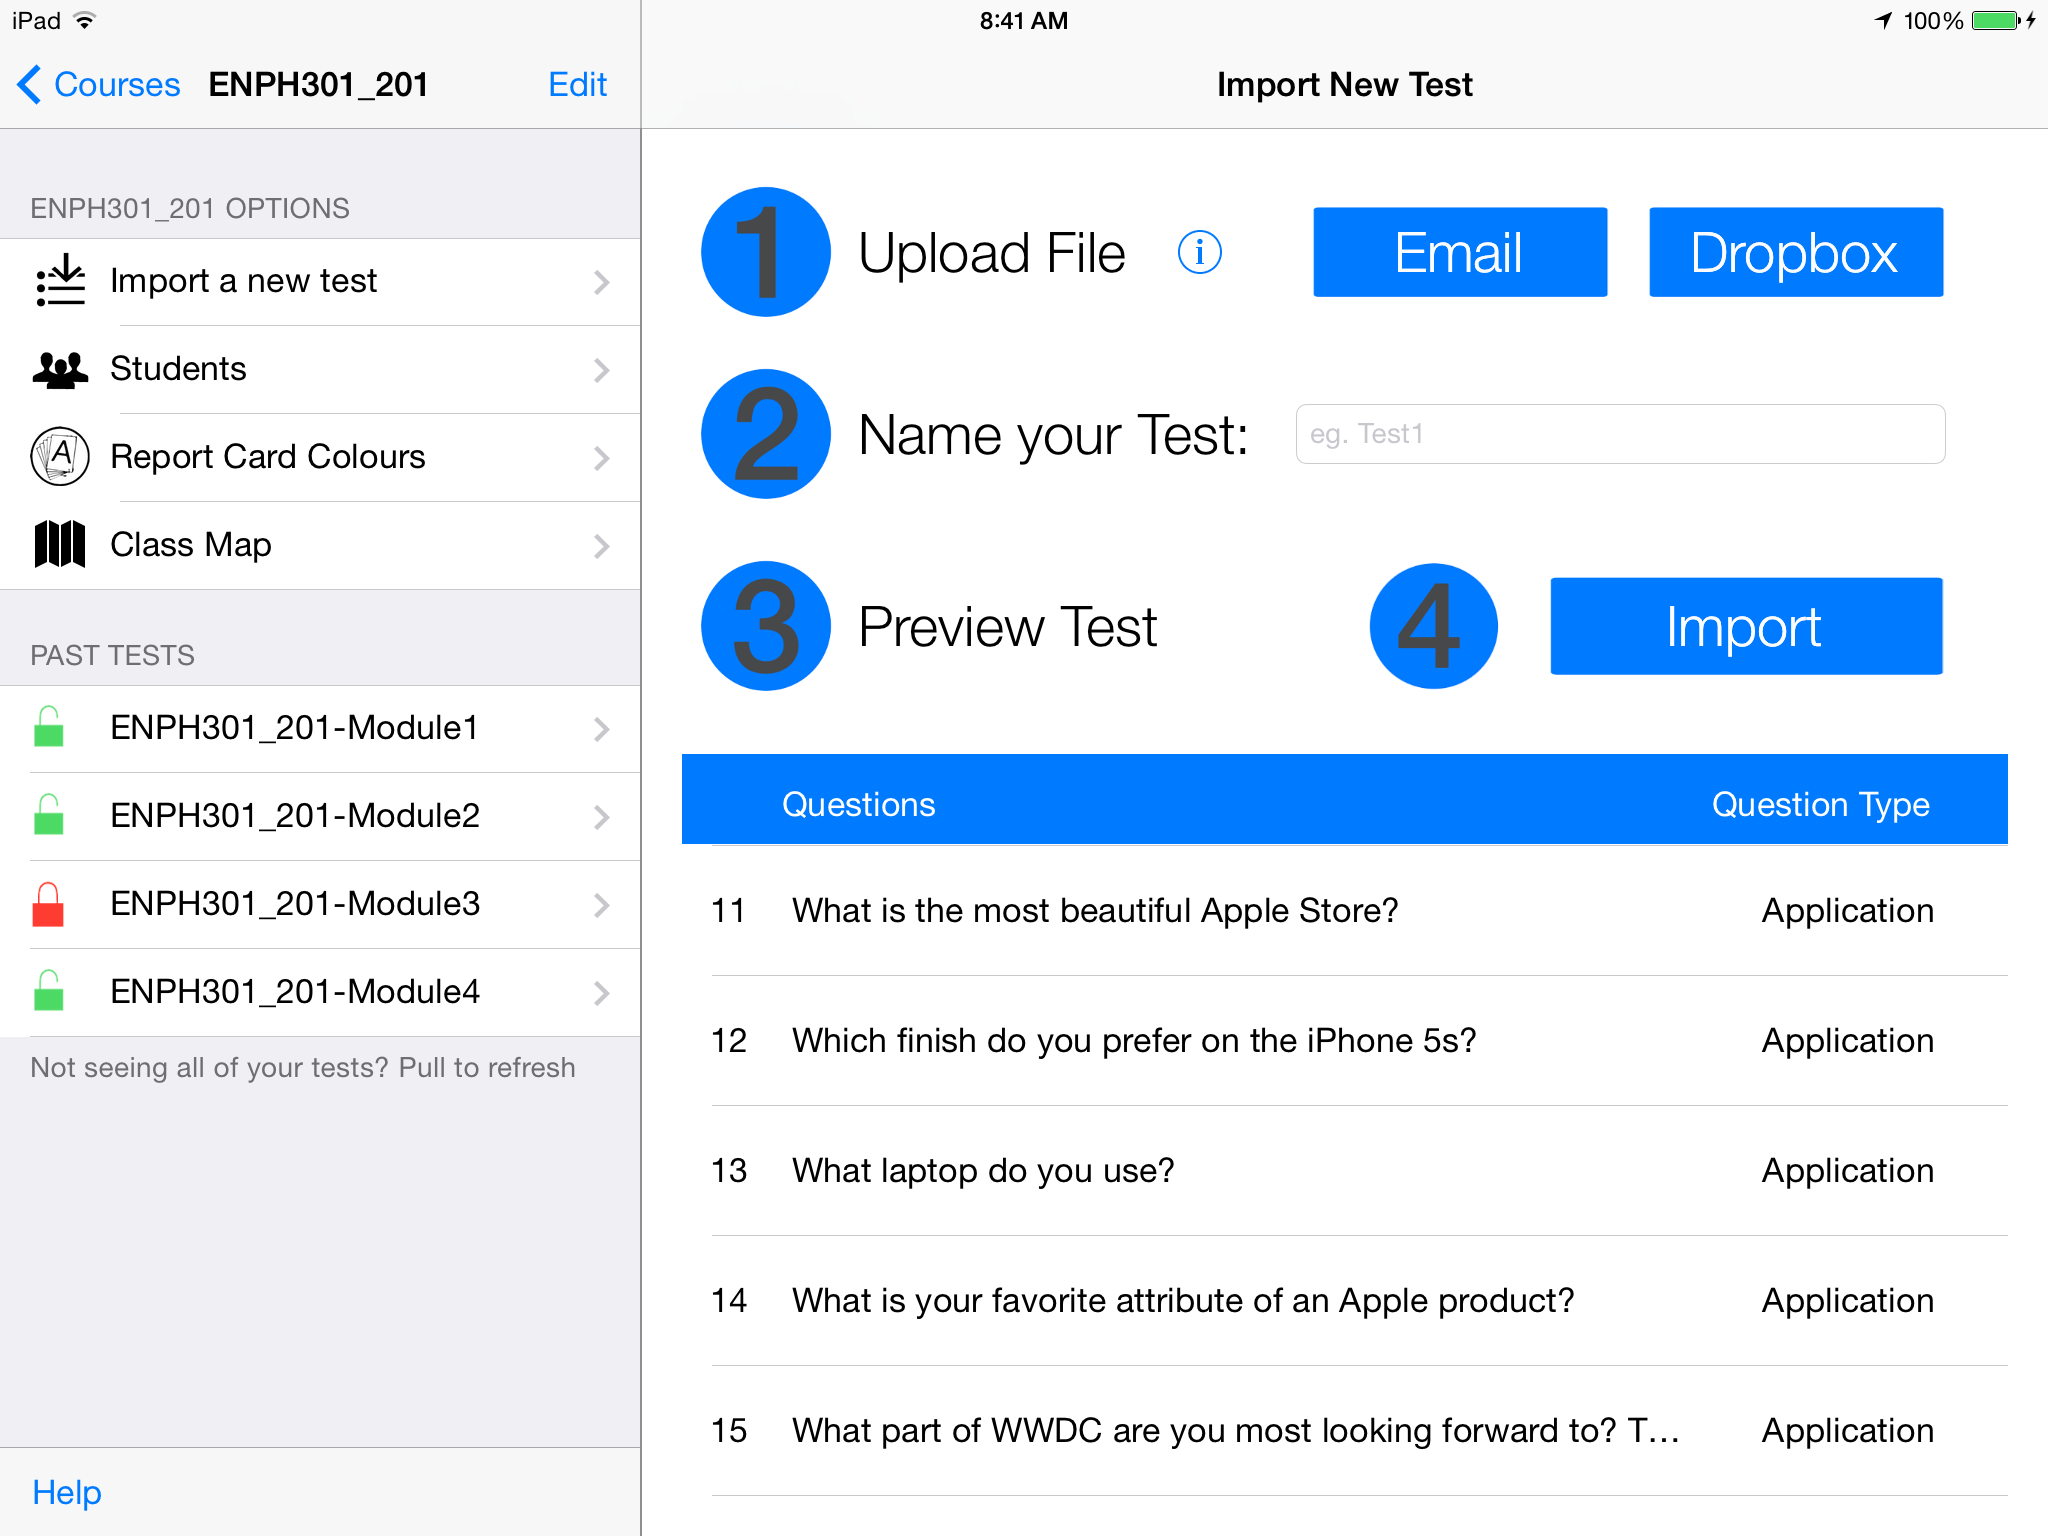 iPad
8:41 AM
100%
Courses
ENPH301_201
Edit
ENPH301_201 OPTIONS
Import a new test
Students
A
Report Card Colours
Class Map
PAST TESTS
ENPH301_201-Module1
ENPH301_201-Module2
ENPH301_201-Module3
ENPH301_201-Module4
Not seeing all of your tests? Pull to refresh
Help
Import New Test
1 Upload File i Email Dropbox
2 Name your Test: eg. Test1
3 Preview Test 4 Import
Questions Question Type
11 What is the most beautiful Apple Store? Application
12 Which finish do you prefer on the iPhone 5s? Application
13 What laptop do you use? Application
14 What is your favorite attribute of an Apple product? Application
15 What part of WWDC are you most looking forward to? T... Application